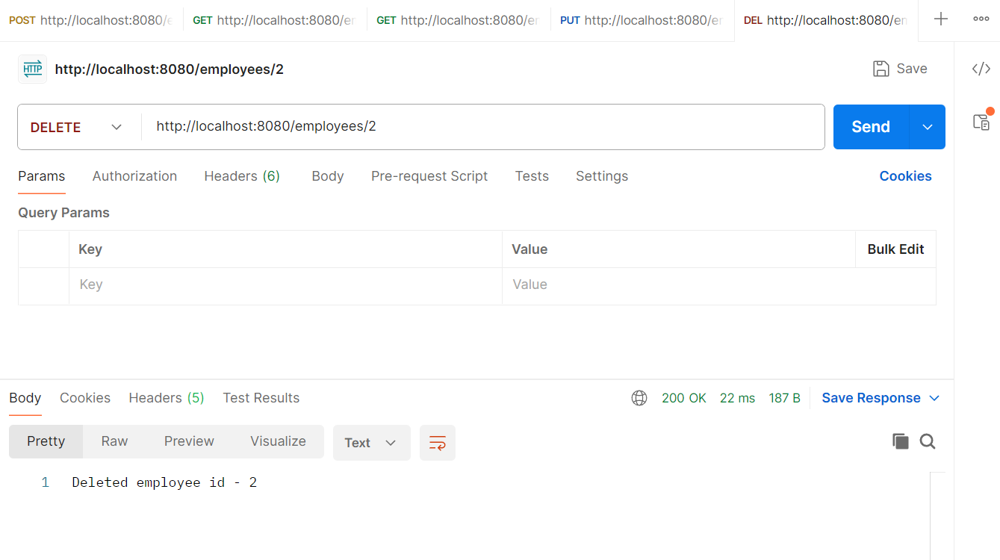 POST http://localhost:8080/e GET http://localhost:8080/er GET http://localhost:8080/er PUT http://localhost:8080/er DEL http://localhost:8080/en
HTTP http://localhost:8080/employees/2 Save </>
DELETE http://localhost:8080/employees/2 Send
Params Authorization Headers (6) Body Pre-request Script Tests Settings Cookies
Query Params
Key Value Bulk Edit
Key Value
Body Cookies Headers (5) Test Results 200 OK 22 ms 187 B Save Response
Pretty Raw Preview Visualize Text
1 Deleted employee id - 2